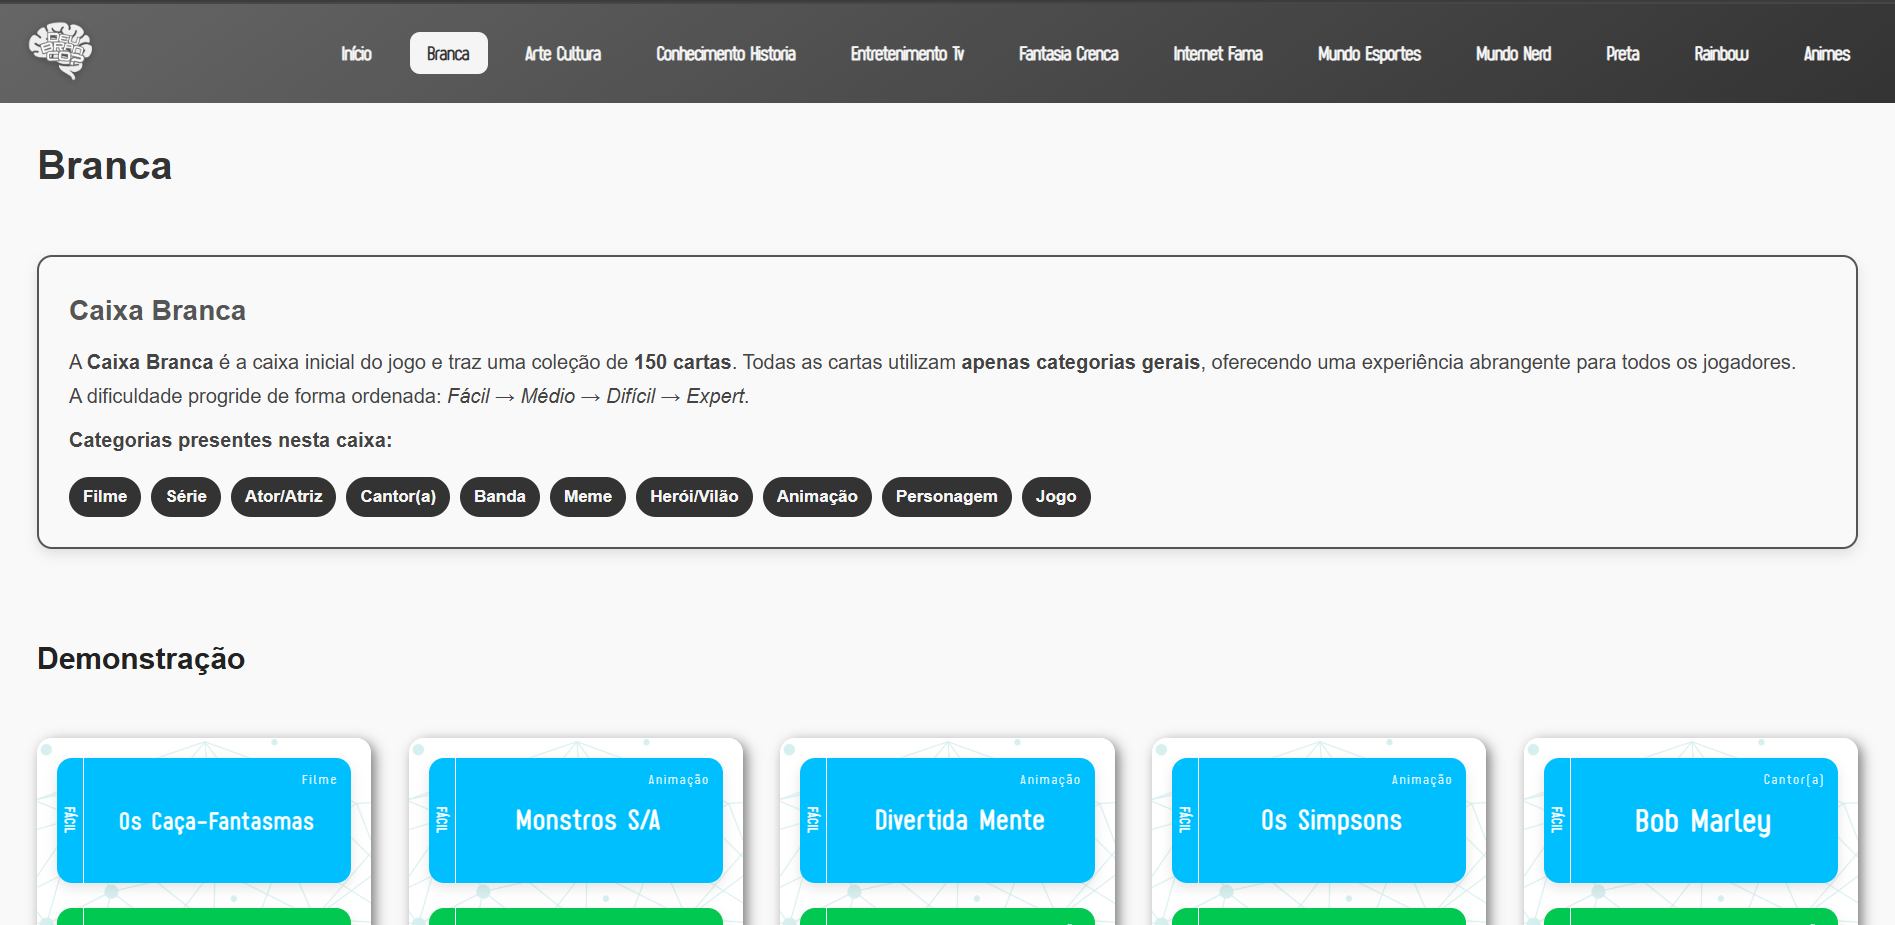 DEU
BRAN
CO?
Início
Branca
Arte Cultura
Conhecimento Historia
Entretenimento Tv
Fantasia Crenca
Internet Fama
Mundo Esportes
Mundo Nerd
Preta
Rainbow
Animes
Branca
Caixa Branca
A Caixa Branca é a caixa inicial do jogo e traz uma coleção de 150 cartas. Todas as cartas utilizam apenas categorias gerais, oferecendo uma experiência abrangente para todos os jogadores.
A dificuldade progride de forma ordenada: Fácil → Médio → Difícil → Expert.
Categorias presentes nesta caixa:
Filme
Série
Ator/Atriz
Cantor(a)
Banda
Meme
Herói/Vilão
Animação
Personagem
Jogo
Demonstração
FÁCIL
Filme
Os Caça-Fantasmas
FÁCIL
Animação
Monstros S/A
FÁCIL
Animação
Divertida Mente
FÁCIL
Animação
Os Simpsons
FÁCIL
Cantor(a)
Bob Marley